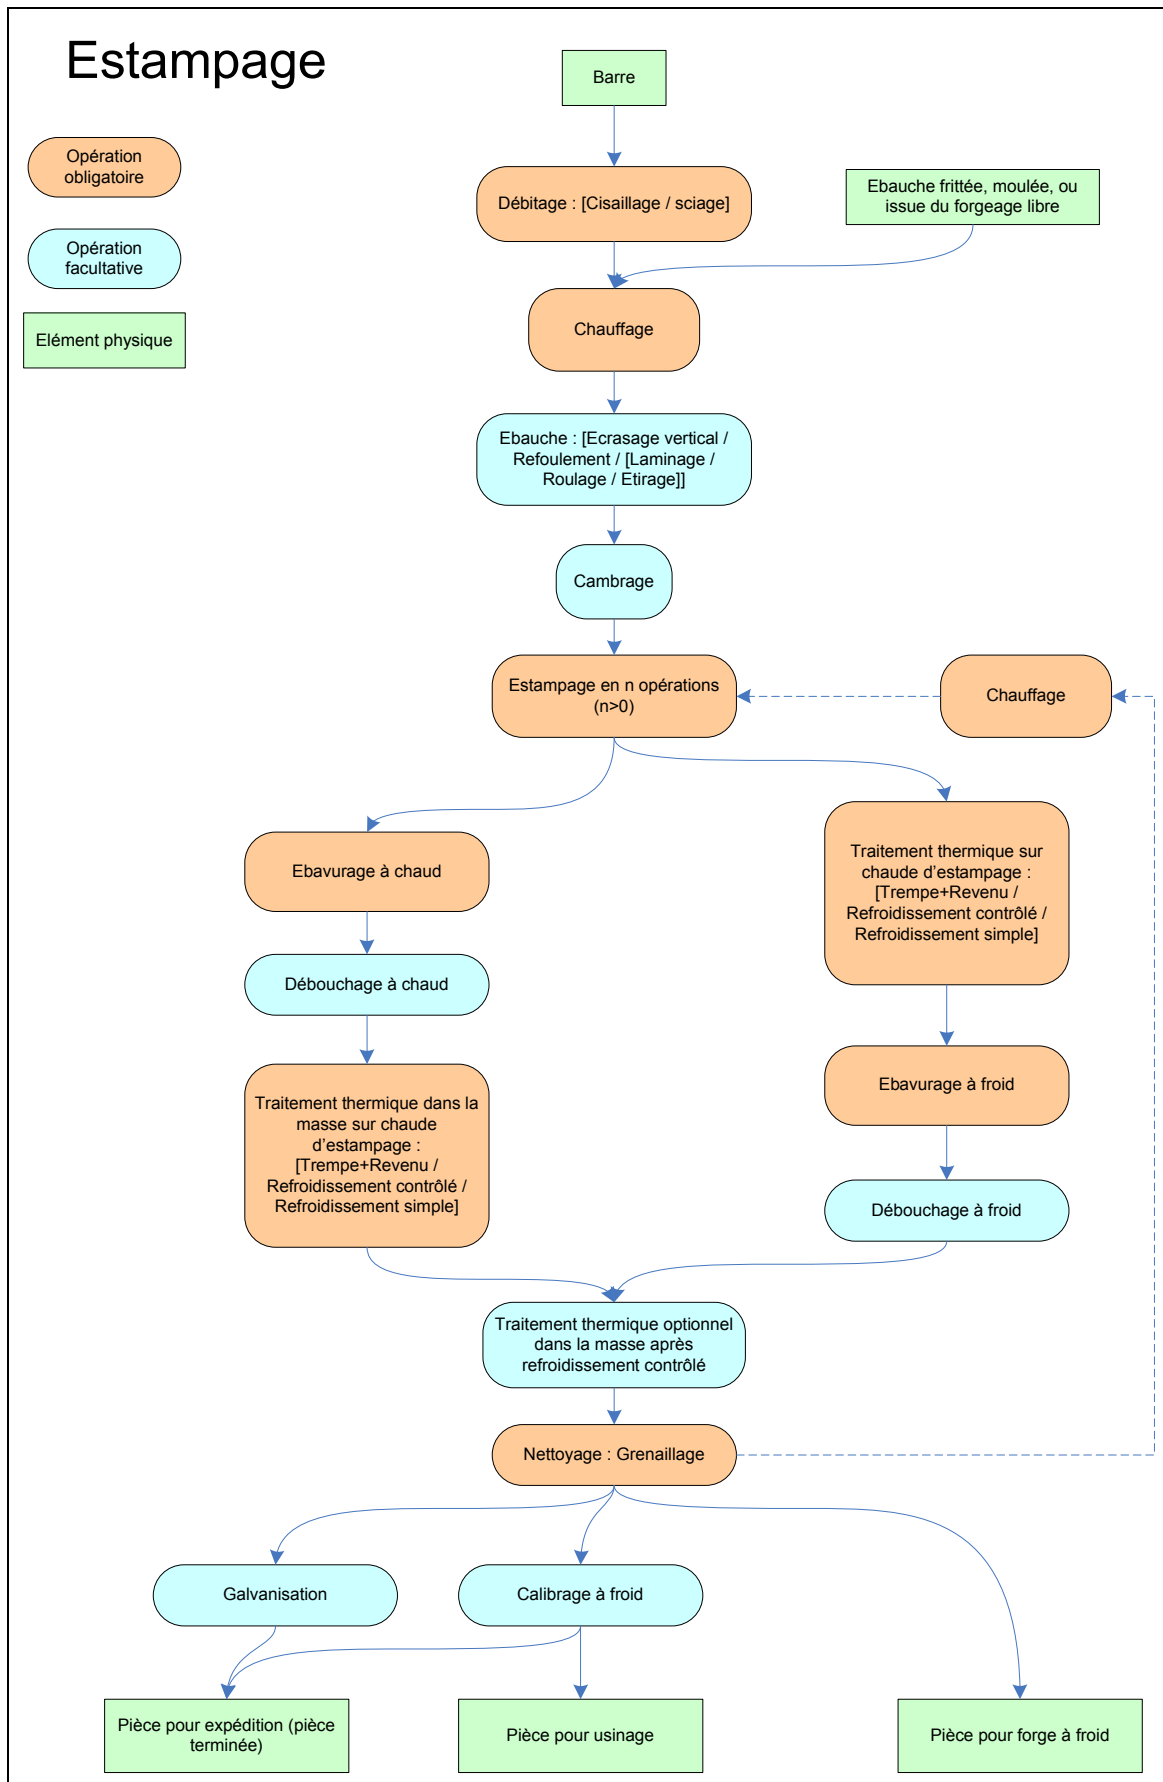 Estampage
Barre
Opération
obligatoire
Débitage : [Cisaillage / sciage]
Ebauche frittée, moulée, ou
issue du forgeage libre
Opération
facultative
Elément physique
Chauffage
Ebauche : [Ecrasage vertical /
Refoulement / [Laminage /
Roulage / Etirage]]
Cambrage
Estampage en n opérations
(n>0)
Chauffage
Ebavurage à chaud
Traitement thermique sur
chaude d’estampage :
[Trempe+Revenu /
Refroidissement contrôlé /
Refroidissement simple]
Débouchage à chaud
Ebavurage à froid
Traitement thermique dans la
masse sur chaude
d’estampage :
[Trempe+Revenu /
Refroidissement contrôlé /
Refroidissement simple]
Débouchage à froid
Traitement thermique optionnel
dans la masse après
refroidissement contrôlé
Nettoyage : Grenaillage
Galvanisation
Calibrage à froid
Pièce pour expédition (pièce
terminée)
Pièce pour usinage
Pièce pour forge à froid